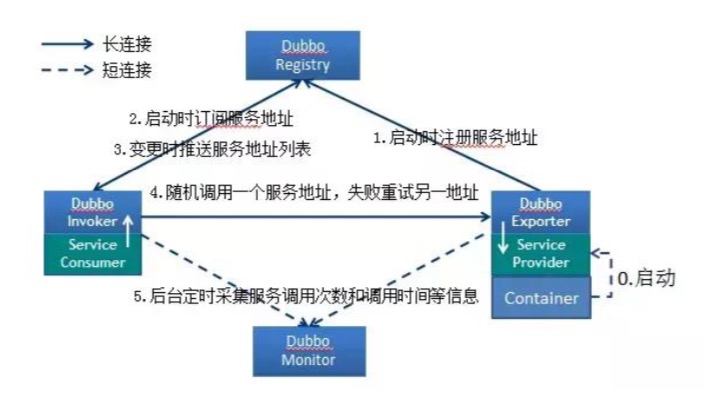 长连接
短连接
Dubbo
Registry
2.启动时订阅服务地址
1.启动时注册服务地址
3.变更时推送服务地址列表
4.随机调用一个服务地址，失败重试另一地址
Dubbo
Invoker
Service
Consumer
Dubbo
Exporter
Service
Provider
Container
0.启动
5.后台定时采集服务调用次数和调用时间等信息
Dubbo
Monitor